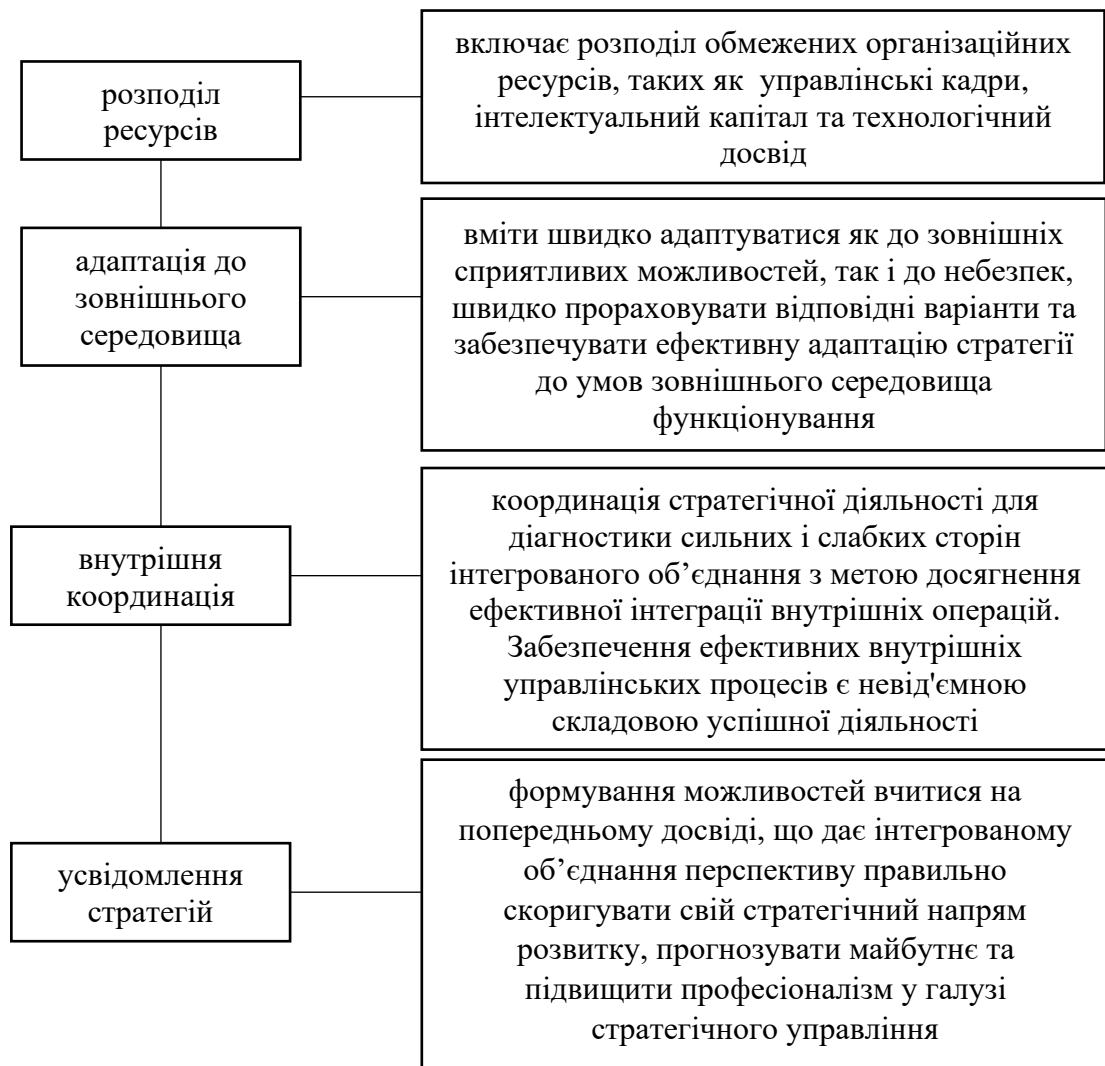 розподіл
ресурсів
включає розподіл обмежених організаційних
ресурсів, таких як управлінські кадри,
інтелектуальний капітал та технологічний
досвід
адаптація до
зовнішнього
середовища
вміти швидко адаптуватися як до зовнішніх
сприятливих можливостей, так і до небезпек,
швидко прораховувати відповідні варіанти та
забезпечувати ефективну адаптацію стратегії
до умов зовнішнього середовища
функціонування
внутрішня
координація
координація стратегічної діяльності для
діагностики сильних і слабких сторін
інтегрованого об’єднання з метою досягнення
ефективної інтеграції внутрішніх операцій.
Забезпечення ефективних внутрішніх
управлінських процесів є невід'ємною
складовою успішної діяльності
усвідомлення
стратегій
формування можливостей вчитися на
попередньому досвіді, що дає інтегрованому
об’єднання перспективу правильно
скоригувати свій стратегічний напрям
розвитку, прогнозувати майбутнє та
підвищити професіоналізм у галузі
стратегічного управління